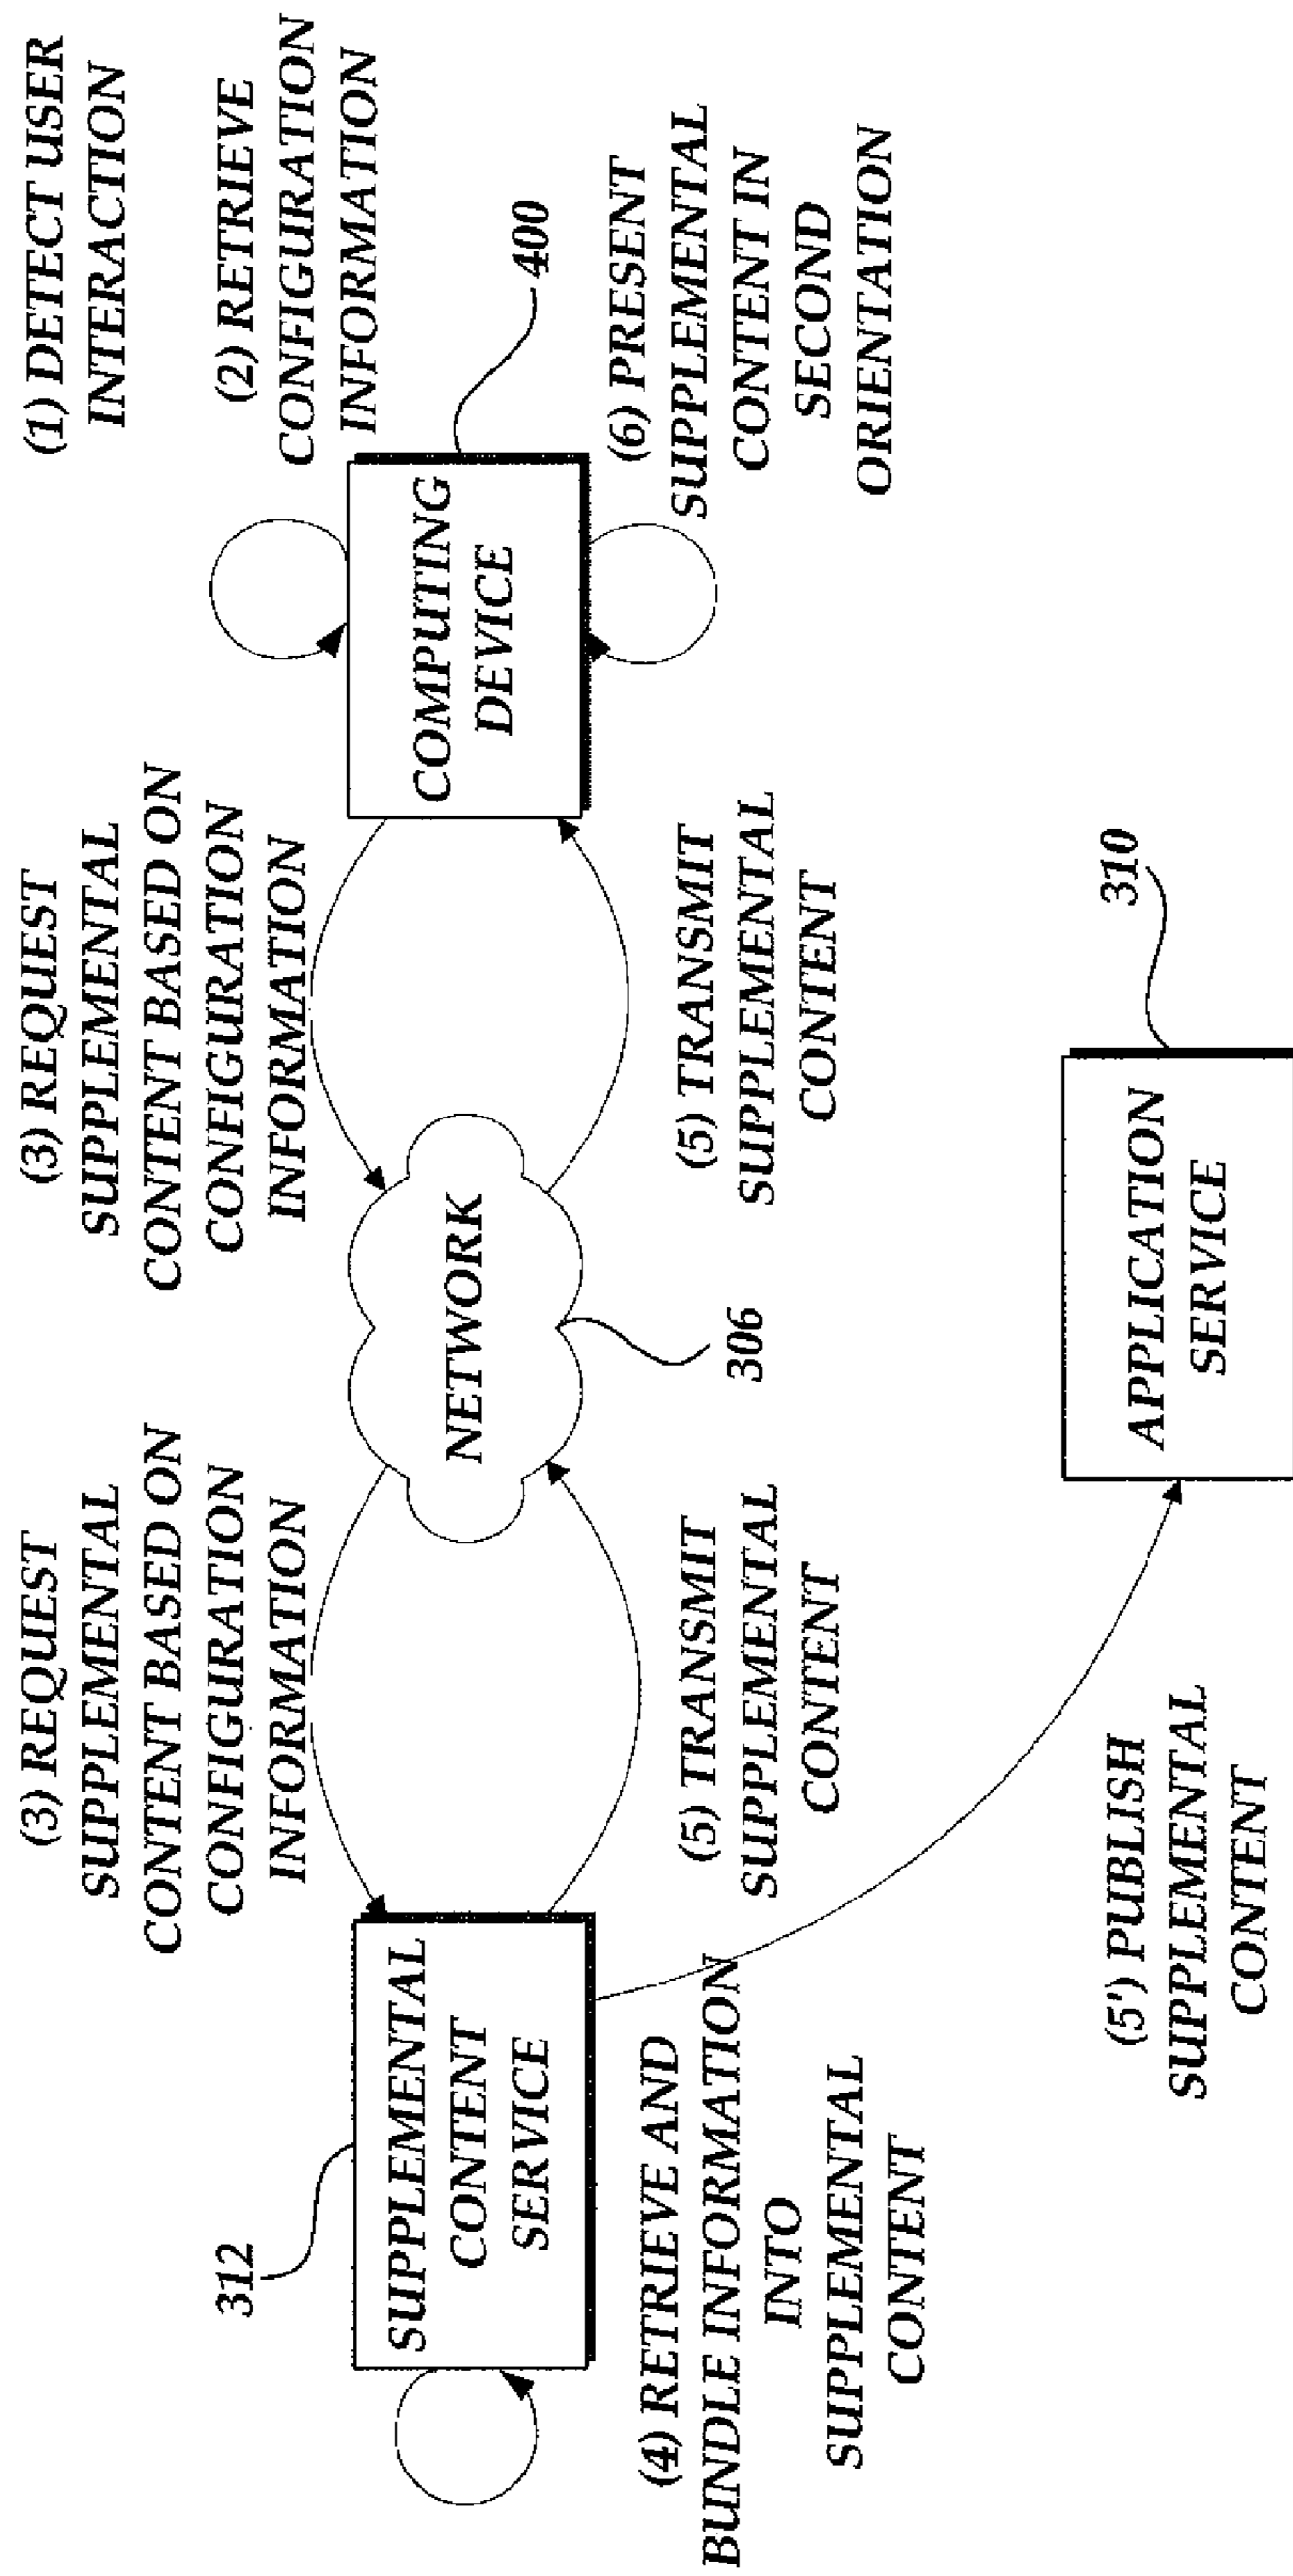 (1) DETECT USER
INTERACTION
(2) RETRIEVE
CONFIGURATION
INFORMATION
(3) REQUEST
SUPPLEMENTAL
CONTENT BASED ON
CONFIGURATION
INFORMATION
(3) REQUEST
SUPPLEMENTAL
CONTENT BASED ON
CONFIGURATION
INFORMATION
312
SUPPLEMENTAL
CONTENT
SERVICE
NETWORK
306
COMPUTING
DEVICE
400
(4) RETRIEVE AND
BUNDLE INFORMATION
INTO
SUPPLEMENTAL
CONTENT
(5) TRANSMIT
SUPPLEMENTAL
CONTENT
(5) TRANSMIT
SUPPLEMENTAL
CONTENT
(6) PRESENT
SUPPLEMENTAL
CONTENT IN
SECOND
ORIENTATION
(5') PUBLISH
SUPPLEMENTAL
CONTENT
APPLICATION
SERVICE
310